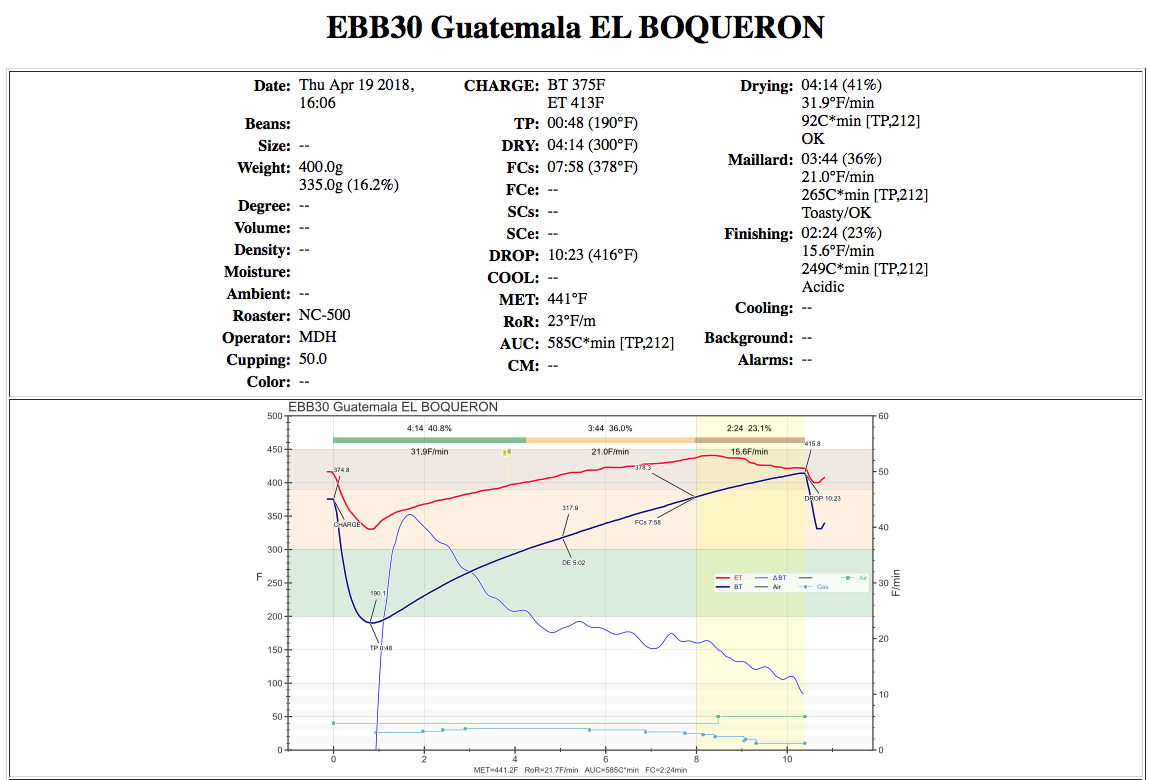 EBB30 Guatemala EL BOQUERON
Date: Thu Apr 19 2018,
16:06
Beans:
Size: --
Weight: 400.0g
335.0g (16.2%)
Degree: --
Volume: --
Density: --
Moisture:
Ambient: --
Roaster: NC-500
Operator: MDH
Cupping: 50.0
Color: --
CHARGE: BT 375F
ET 413F
TP: 00:48 (190°F)
DRY: 04:14 (300°F)
FCs: 07:58 (378°F)
FCe: --
SCs: --
SCe: --
DROP: 10:23 (416°F)
COOL: --
MET: 441°F
RoR: 23°F/m
AUC: 585C*min [TP,212]
CM: --
Drying: 04:14 (41%)
31.9°F/min
92C*min [TP,212]
OK
Maillard: 03:44 (36%)
21.0°F/min
265C*min [TP,212]
Toasty/OK
Finishing: 02:24 (23%)
15.6°F/min
249C*min [TP,212]
Acidic
Cooling: --
Background: --
Alarms: --
EBB30 Guatemala EL BOQUERON
500
450
400
350
300
250
200
150
100
50
0
F
4:14 40.8%
3:44 36.0%
2:24 23.1%
31.9F/min
21.0F/min
15.6F/min
415.8
374.8
378.3
CHARGE
DROP 10:23
317.9
FCs 7:58
DE 5:02
190.1
TP 0:48
ET
ΔBT
Air
BT
Air
Gas
60
50
40
30
20
10
0
F/min
0
2
4
6
8
10
MET=441.2F RoR=21.7F/min AUC=585C*min FC=2:24min